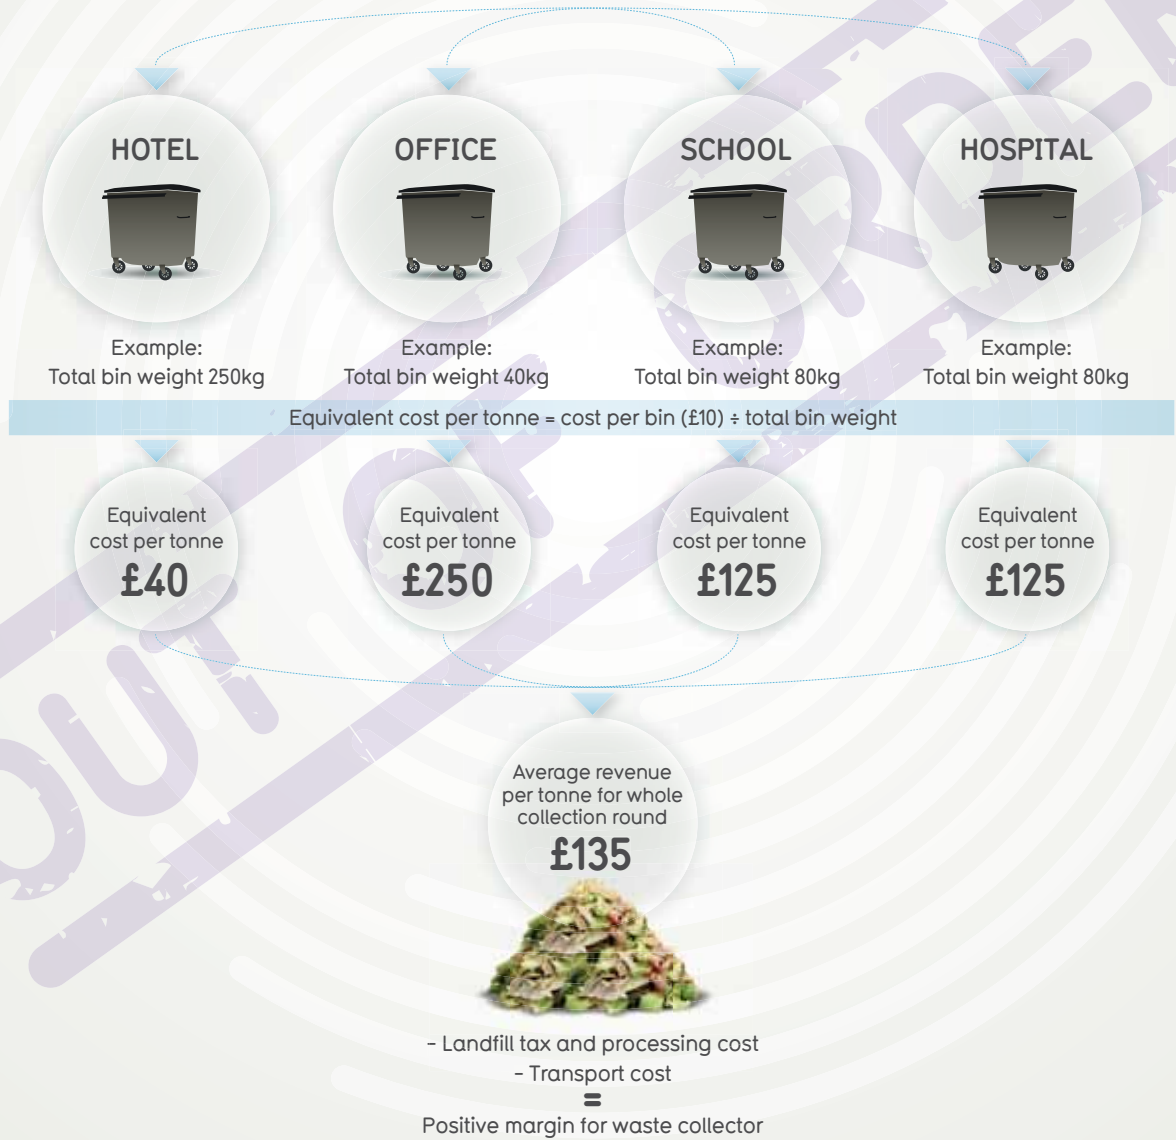 HOTEL
OFFICE
SCHOOL
HOSPITAL
Example:
Total bin weight 250kg
Example:
Total bin weight 40kg
Example:
Total bin weight 80kg
Example:
Total bin weight 80kg
Equivalent cost per tonne = cost per bin (£10) ÷ total bin weight
Equivalent
cost per tonne
£40
Equivalent
cost per tonne
£250
Equivalent
cost per tonne
£125
Equivalent
cost per tonne
£125
Average revenue
per tonne for whole
collection round
£135
- Landfill tax and processing cost
- Transport cost
=
Positive margin for waste collector
OUT OF ORDER